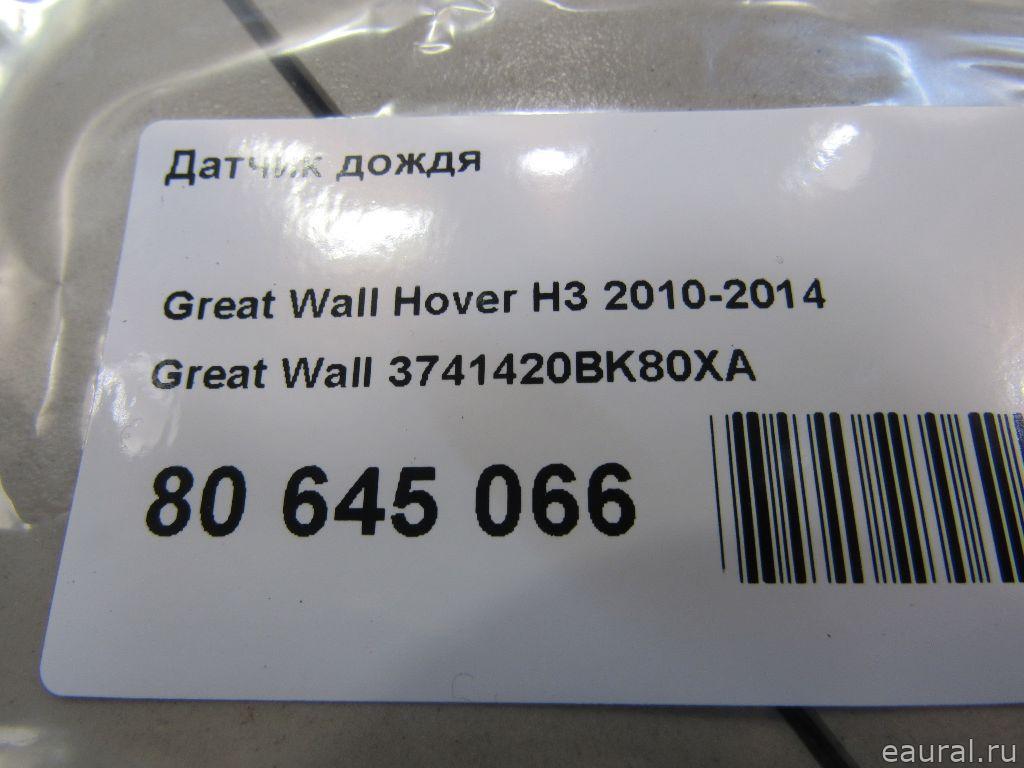 Датчик дождя
Great Wall Hover H3 2010-2014
Great Wall 3741420BK80XA
80 645 066
eaural.ru